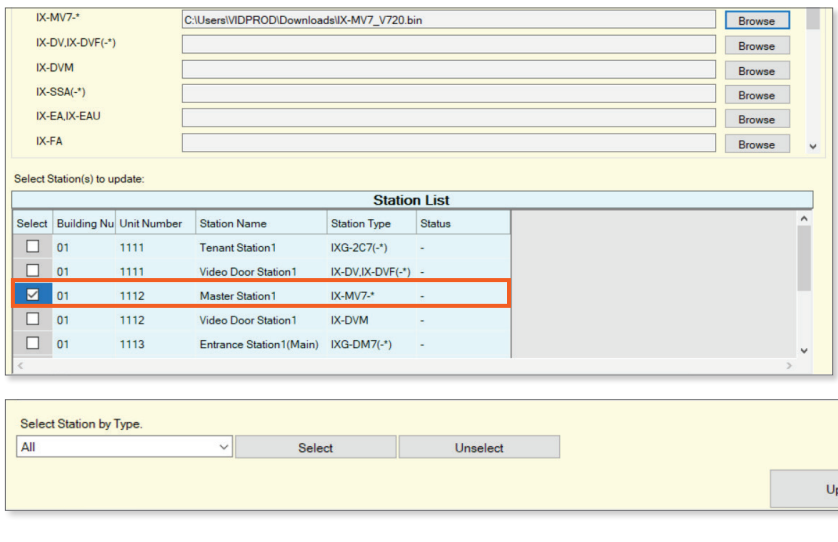 IX-MV7-* C:\Users\VIDPROD\Downloads\IX-MV7_V720.bin Browse
IX-DV,IX-DVF(-*) Browse
IX-DVM Browse
IX-SSA(-*) Browse
IX-EA,IX-EAU Browse
IX-FA Browse
Select Station(s) to update:
Station List
Select Building Nu Unit Number Station Name Station Type Status
01 1111 Tenant Station1 IXG-2C7(-*) -
01 1111 Video Door Station1 IX-DV,IX-DVF(-*) -
01 1112 Master Station1 IX-MV7-* -
01 1112 Video Door Station1 IX-DVM -
01 1113 Entrance Station1(Main) IXG-DM7(-*) -
Select Station by Type.
All Select Unselect